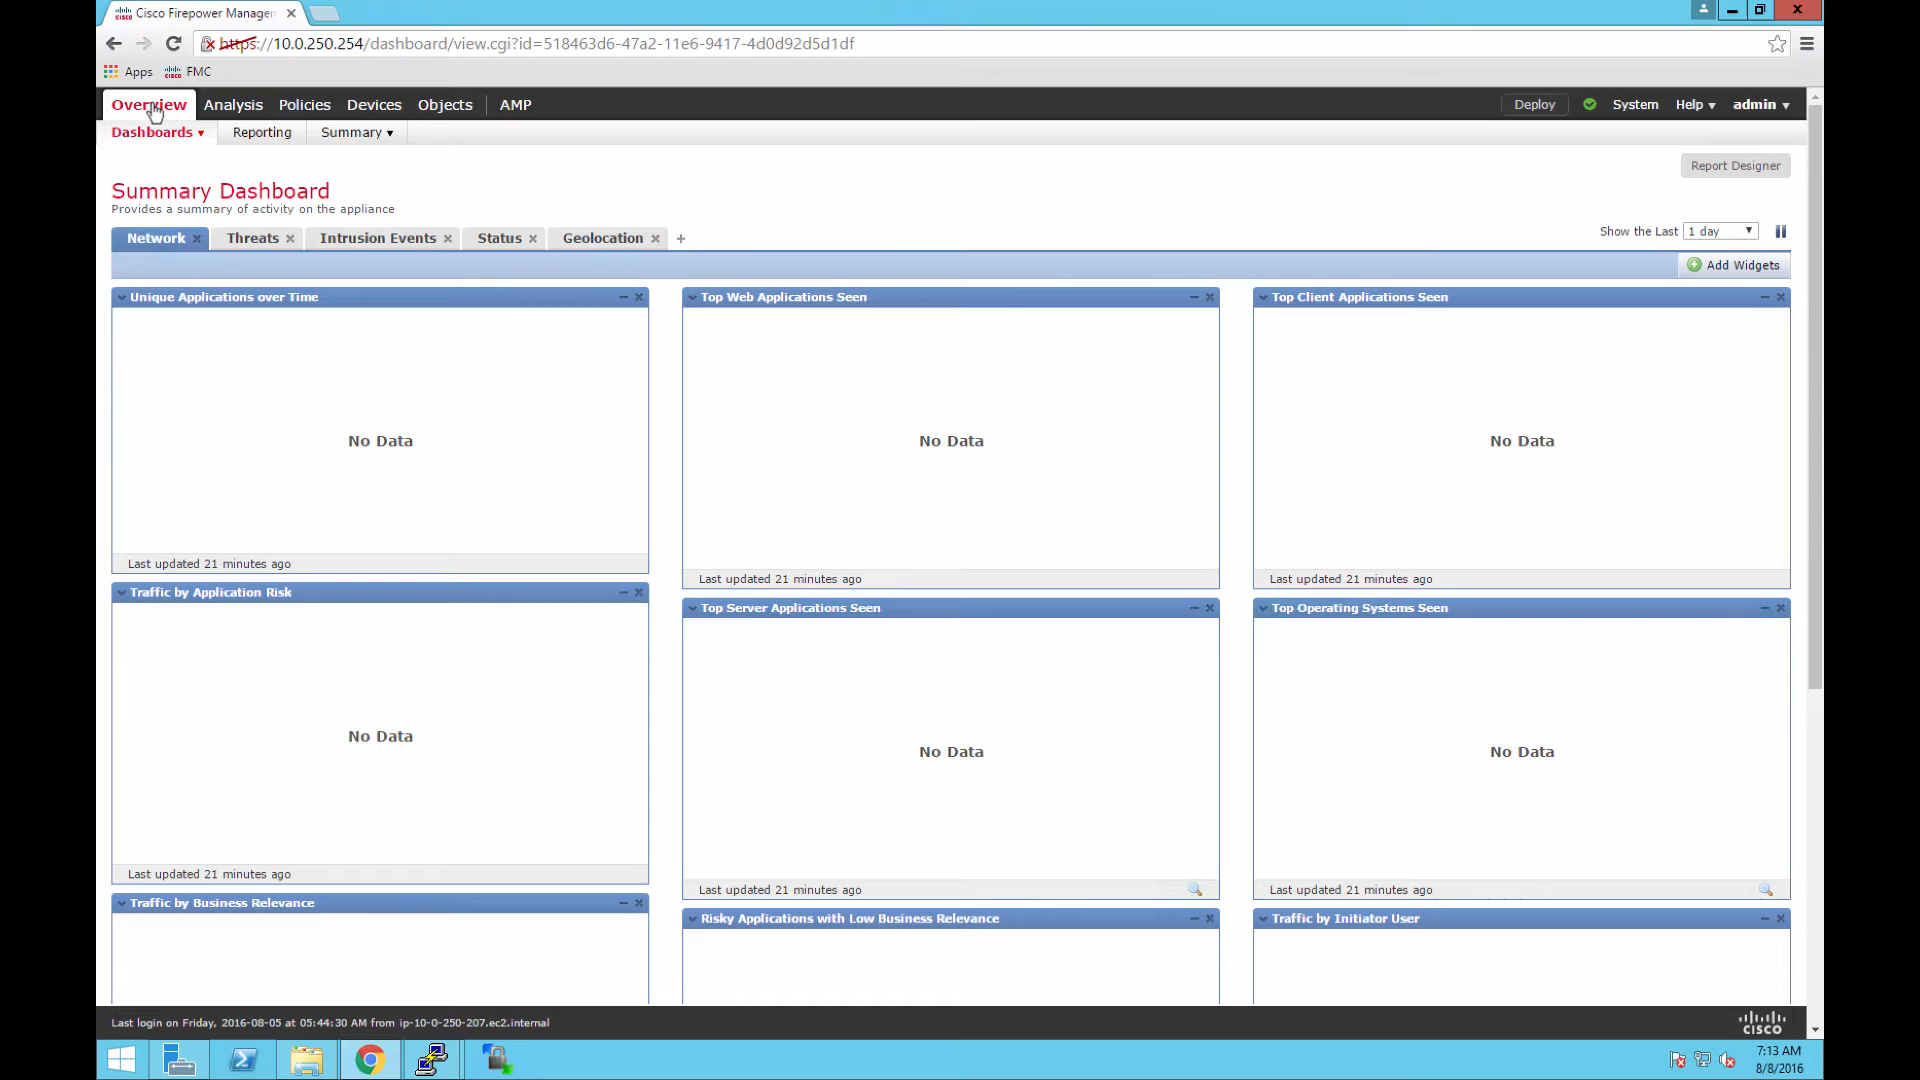 Cisco Firepower Managem
https://10.0.250.254/dashboard/view.cgi?id=518463d6-47a2-11e6-9417-4d0d92d5d1df
Apps FMC
Overview Analysis Policies Devices Objects AMP Deploy System Help admin
Dashboards Reporting Summary
Report Designer
Summary Dashboard
Provides a summary of activity on the appliance
Network Threats Intrusion Events Status Geolocation + Show the Last 1 day
Add Widgets
Unique Applications over Time Top Web Applications Seen Top Client Applications Seen
No Data No Data No Data
Last updated 21 minutes ago
Last updated 21 minutes ago Last updated 21 minutes ago
Traffic by Application Risk
Top Server Applications Seen Top Operating Systems Seen
No Data
No Data No Data
Last updated 21 minutes ago
Last updated 21 minutes ago Last updated 21 minutes ago
Traffic by Business Relevance
Risky Applications with Low Business Relevance Traffic by Initiator User
Last login on Friday, 2016-08-05 at 05:44:30 AM from ip-10-0-250-207.ec2.internal
cisco
7:13 AM
8/8/2016